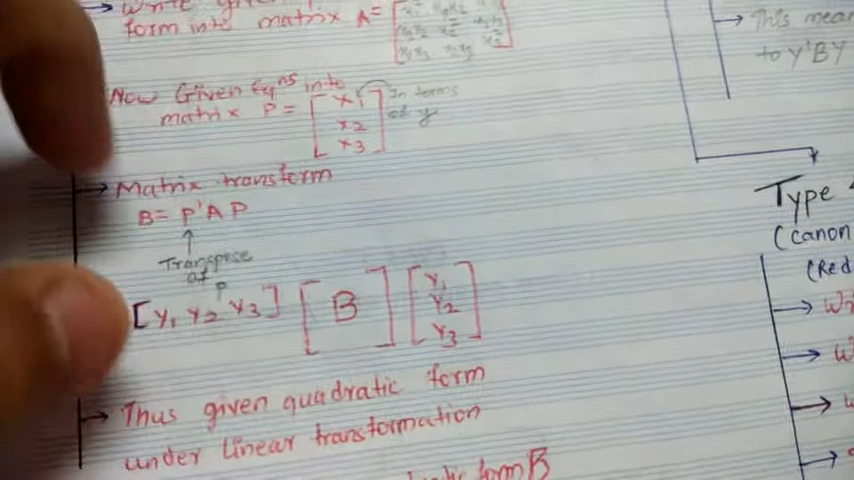 form into matrix A =
Now Given Eqns into
matrix P = [ x1 x2 x3 ] In terms of y
→ Matrix transform
B = P'AP
↑
Transpose
of
P
[Y1 Y2 Y3] [ B ] [ Y1 Y2 Y3 ]
→ Thus given quadratic form
under linear transformation
form B
→ This mean
to Y'BY
Type
(canon
(Red